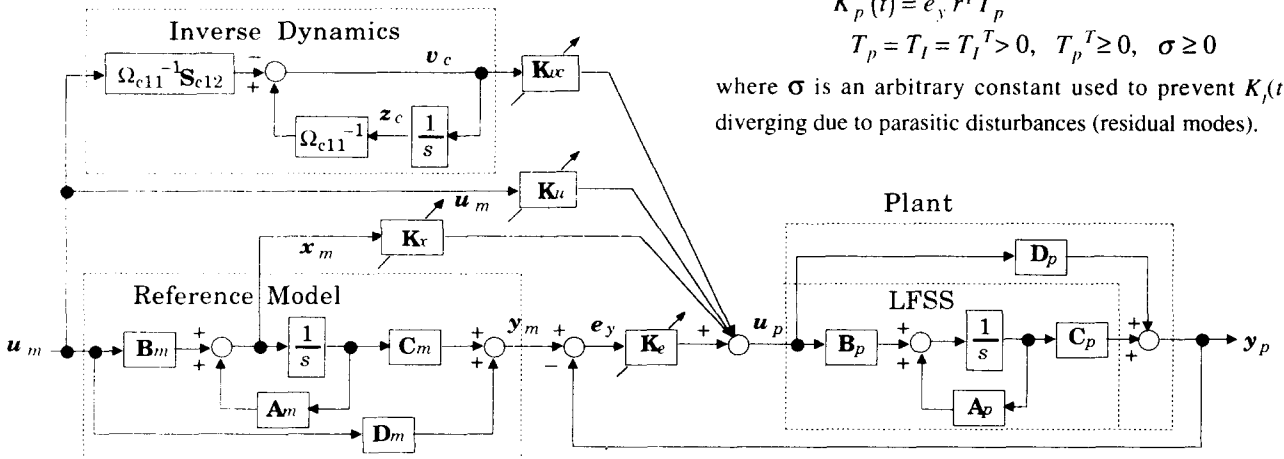 K_p(t) = e_y r^T T_p
T_p = T_I = T_I^T > 0, T_p^T ≥ 0, σ ≥ 0
where σ is an arbitrary constant used to prevent K_I(t
diverging due to parasitic disturbances (residual modes).
Inverse Dynamics
Ω_c11^-1 S_c12
−
+
v_c
K_vc
Ω_c11^-1
z_c
1/s
u_m
K_u
x_m
K_x
Plant
D_p
Reference Model
LFSS
u_m
B_m
+
+
1/s
C_m
+
+
y_m
+
−
e_y
K_e
+
u_p
B_p
+
+
1/s
C_p
+
+
y_p
A_m
A_p
D_m